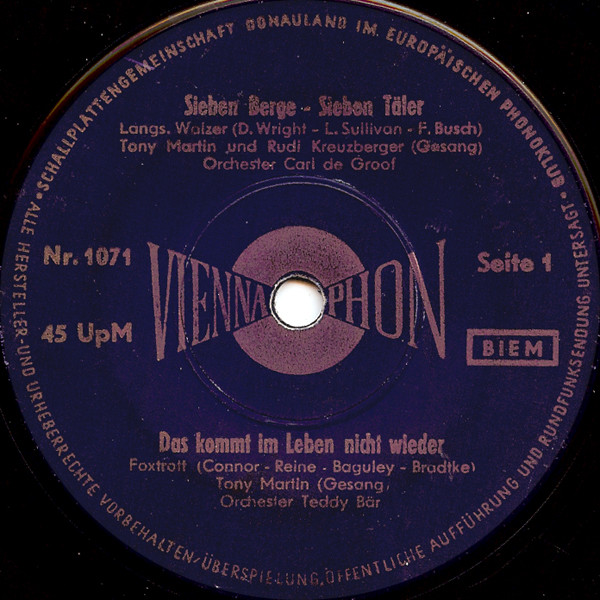 SCHALLPLATTENGEMEINSCHAFT DONAULAND IM EUROPÄISCHEN PHONOKLUB
Sieben Berge - Sieben Täler
Langs. Walzer (D. Wright - L. Sullivan - F. Busch)
Tony Martin und Rudi Kreuzberger (Gesang)
Orchester Carl de Groof
Nr. 1071
Seite 1
VIENNA PHON
45 UpM
BIEM
Das kommt im Leben nicht wieder
Foxtrott (Connor - Reine - Baguley - Bradtke)
Tony Martin (Gesang
Orchester Teddy Bär
ALLE HERSTELLER- UND URHEBERRECHTE VORBEHALTEN/ÜBERSPIELUNG, ÖFFENTLICHE AUFFÜHRUNG UND RUNDFUNKSENDUNG UNTERSAGT